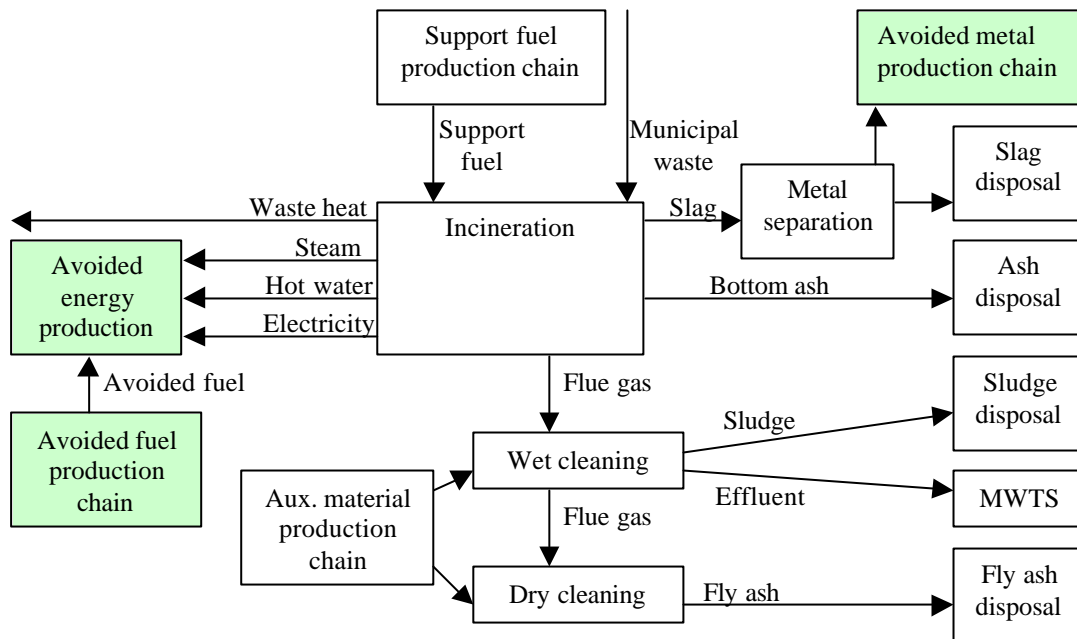 Support fuel
production chain
Avoided metal
production chain
Support
fuel
Municipal
waste
Slag
disposal
Metal
separation
Waste heat
Incineration
Slag
Steam
Avoided
energy
production
Hot water
Bottom ash
Ash
disposal
Electricity
Avoided fuel
Flue gas
Sludge
disposal
Avoided fuel
production
chain
Sludge
Wet cleaning
Effluent
MWTS
Aux. material
production
chain
Flue gas
Dry cleaning
Fly ash
Fly ash
disposal